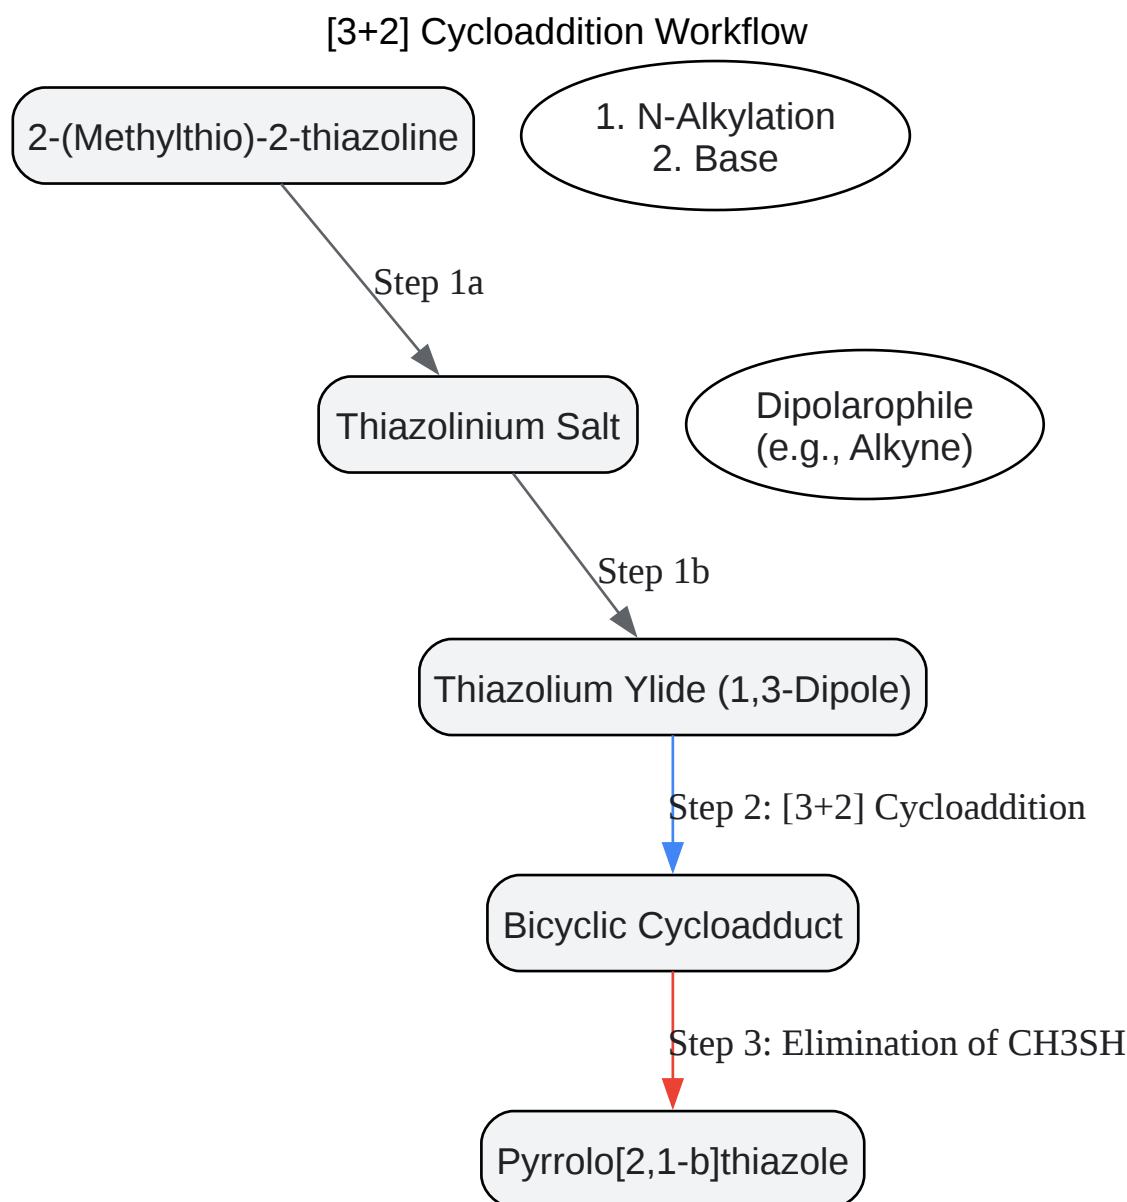 [3+2] Cycloaddition Workflow
2-(Methylthio)-2-thiazoline
1. N-Alkylation
2. Base
Step 1a
Thiazolinium Salt
Dipolarophile
(e.g., Alkyne)
Step 1b
Thiazolium Ylide (1,3-Dipole)
Step 2: [3+2] Cycloaddition
Bicyclic Cycloadduct
Step 3: Elimination of CH3SH
Pyrrolo[2,1-b]thiazole